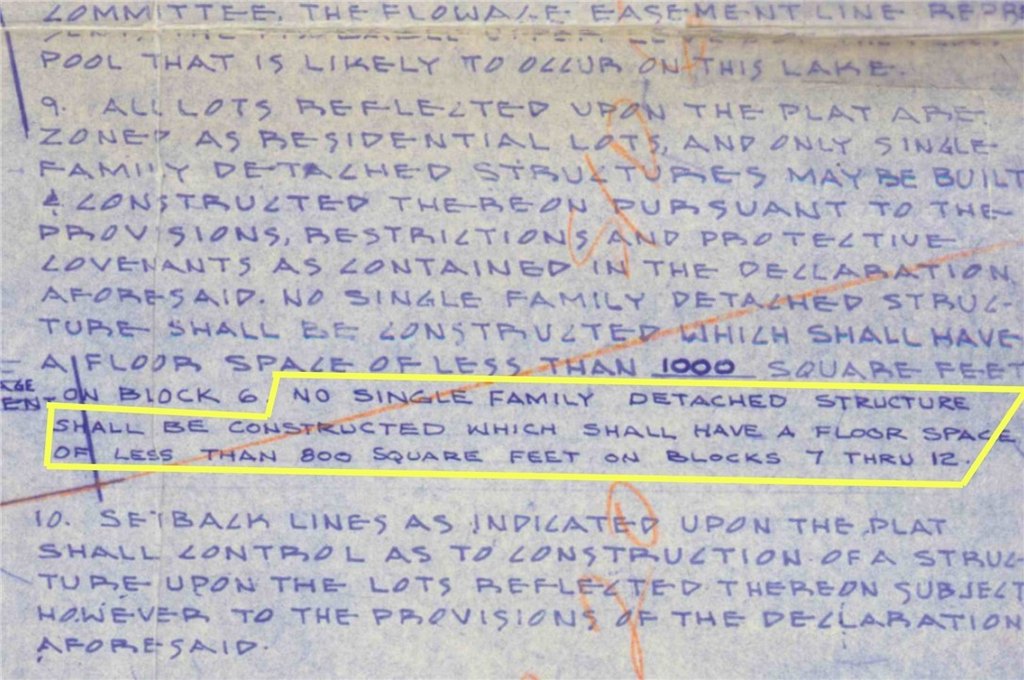 COMMITTEE. THE FLOWAGE EASEMENT LINE REPRE
POOL THAT IS LIKELY TO OCCUR ON THIS LAKE.
9. ALL LOTS REFLECTED UPON THE PLAT ARE
ZONED AS RESIDENTIAL LOTS, AND ONLY SINGLE
FAMILY DETACHED STRUCTURES MAY BE BUILT
& CONSTRUCTED THEREON PURSUANT TO THE
PROVISIONS, RESTRICTIONS AND PROTECTIVE
COVENANTS AS CONTAINED IN THE DECLARATION
AFORESAID. NO SINGLE FAMILY DETACHED STRUC-
TURE SHALL BE CONSTRUCTED WHICH SHALL HAVE
A FLOOR SPACE OF LESS THAN 1000 SQUARE FEET
ON BLOCK 6. NO SINGLE FAMILY DETACHED STRUCTURE
SHALL BE CONSTRUCTED WHICH SHALL HAVE A FLOOR SPACE
OF LESS THAN 800 SQUARE FEET ON BLOCKS 7 THRU 12.
10. SETBACK LINES AS INDICATED UPON THE PLAT
SHALL CONTROL AS TO CONSTRUCTION OF A STRUC-
TURE UPON THE LOTS REFLECTED THEREON SUBJECT
HOWEVER TO THE PROVISIONS OF THE DECLARATION
AFORESAID.